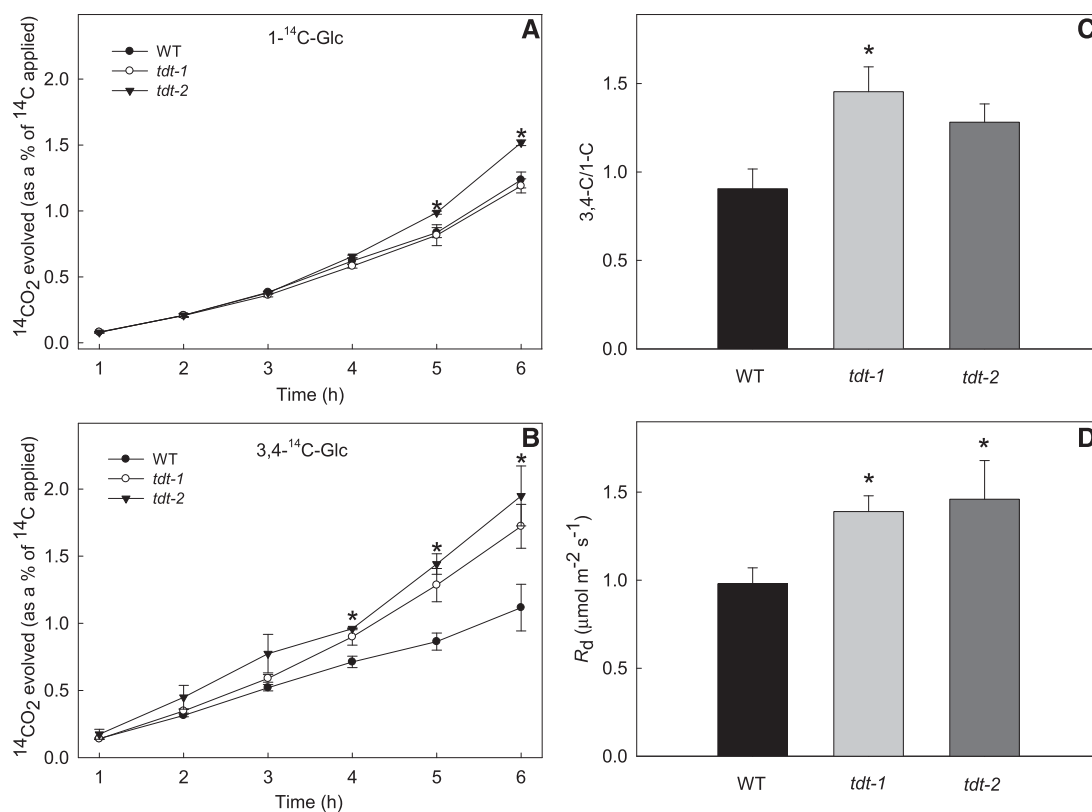 A
1-¹⁴C-Glc
WT
tdt-1
tdt-2
¹⁴CO₂ evolved (as a % of ¹⁴C applied)
2.0
1.5
1.0
0.5
0.0
*
*
1 2 3 4 5 6
Time (h)
B
3,4-¹⁴C-Glc
WT
tdt-1
tdt-2
¹⁴CO₂ evolved (as a % of ¹⁴C applied)
2.0
1.5
1.0
0.5
0.0
*
*
*
1 2 3 4 5 6
Time (h)
C
3,4-C/1-C
1.5
1.0
0.5
0.0
*
WT tdt-1 tdt-2
D
Rd (μmol m⁻² s⁻¹)
1.5
1.0
0.5
0.0
*
*
WT tdt-1 tdt-2